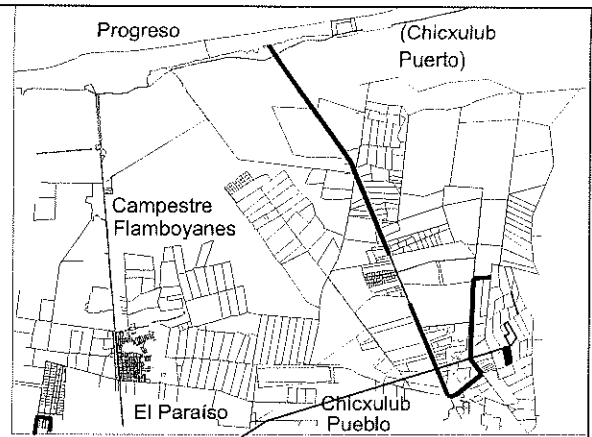 Progreso
(Chicxulub
Puerto)
Campestre
Flamboyanes
El Paraíso
Chicxulub
Pueblo